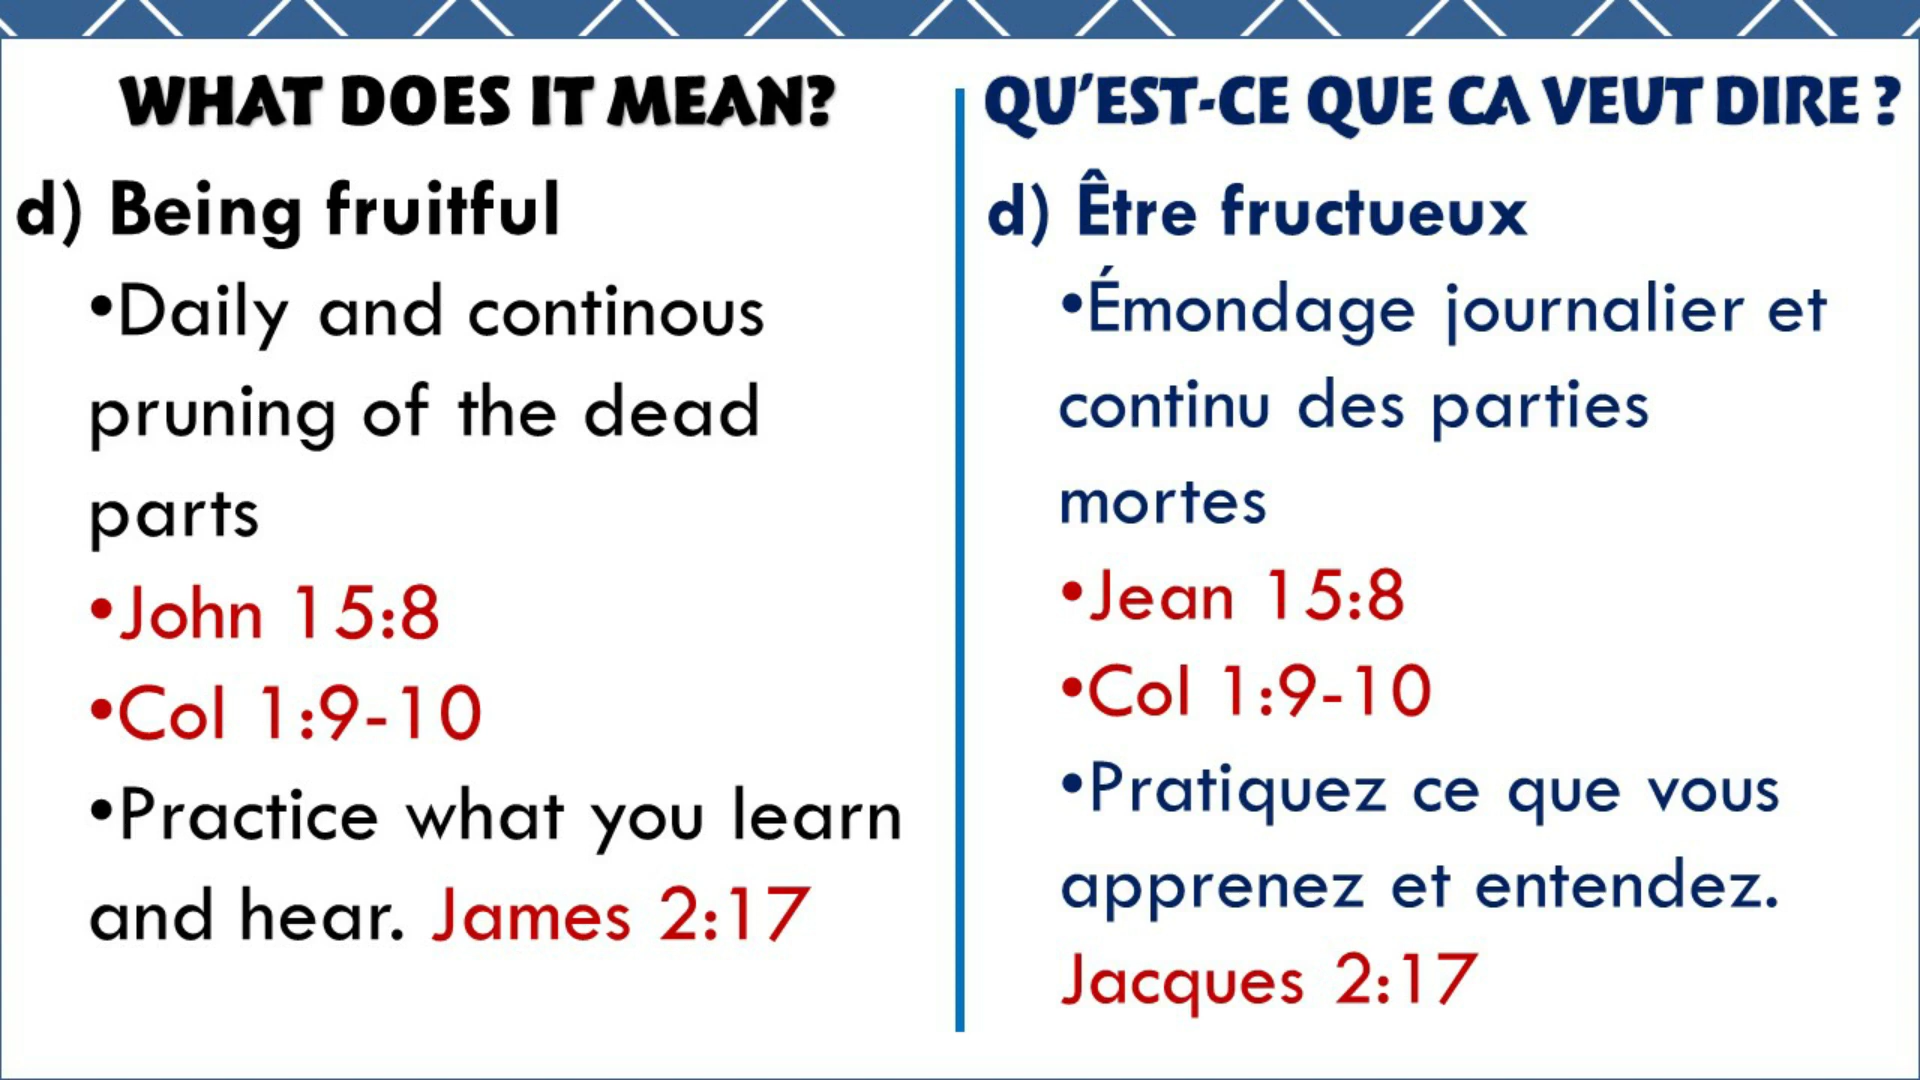 WHAT DOES IT MEAN?
d) Being fruitful
•Daily and continous
pruning of the dead
parts
•John 15:8
•Col 1:9-10
•Practice what you learn
and hear. James 2:17
QU'EST-CE QUE CA VEUT DIRE ?
d) Être fructueux
•Émondage journalier et
continu des parties
mortes
•Jean 15:8
•Col 1:9-10
•Pratiquez ce que vous
apprenez et entendez.
Jacques 2:17